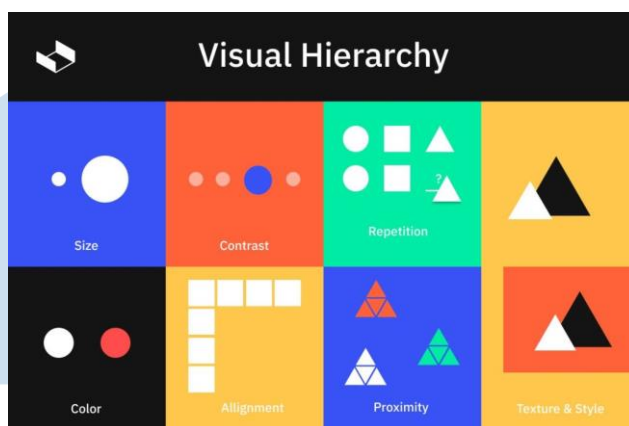 Visual Hierarchy
Size
Contrast
Repetition
?
Color
Allignment
Proximity
Texture & Style